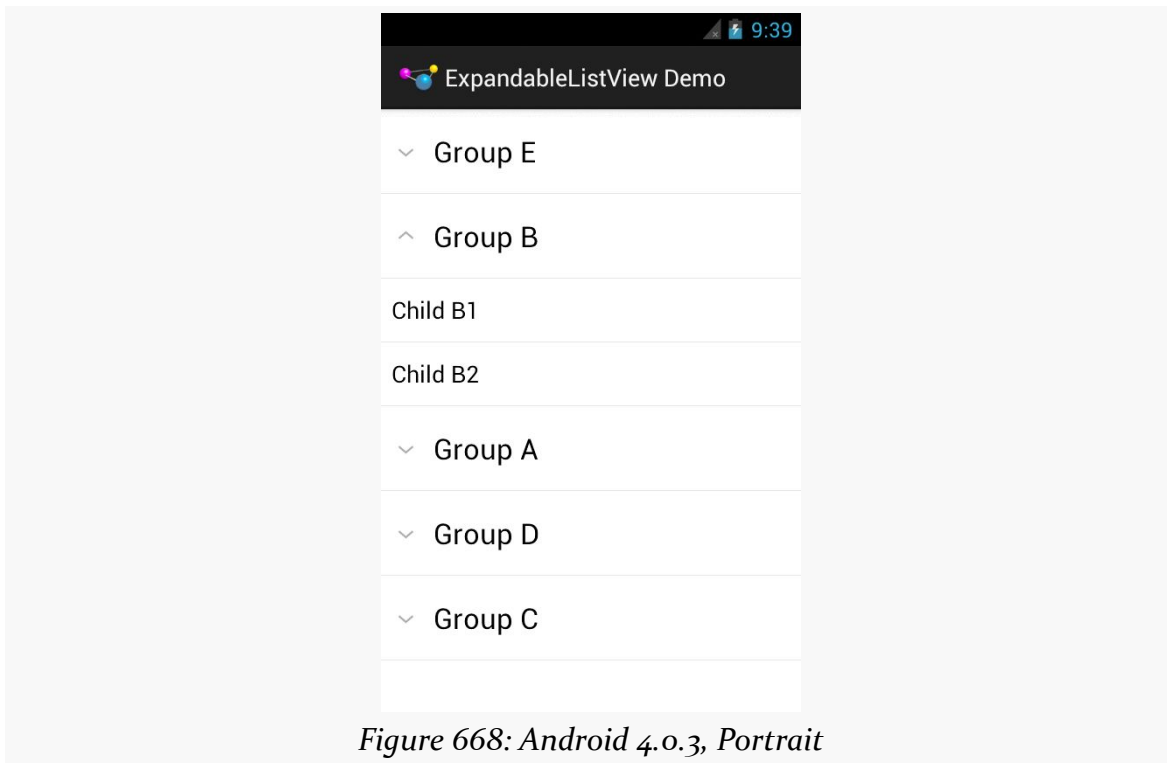 9:39
ExpandableListView Demo
Group E
Group B
Child B1
Child B2
Group A
Group D
Group C
Figure 668: Android 4.0.3, Portrait